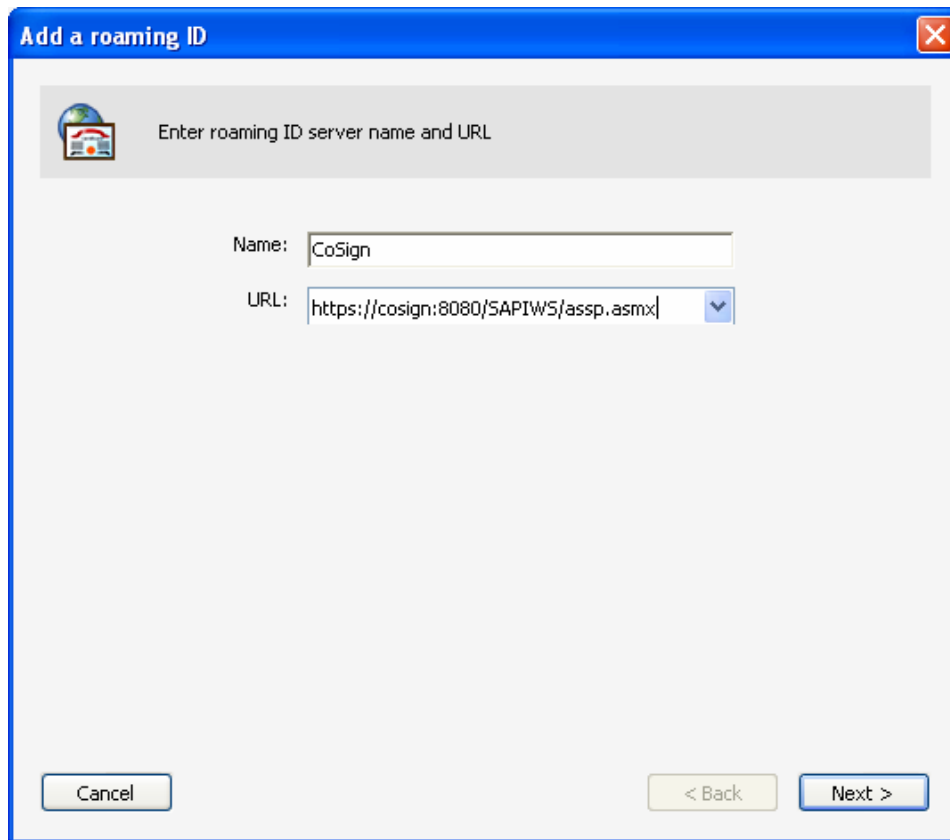 Add a roaming ID
Enter roaming ID server name and URL
Name: CoSign
URL: https://cosign:8080/SAPIWS/assp.asmx
Cancel < Back Next >